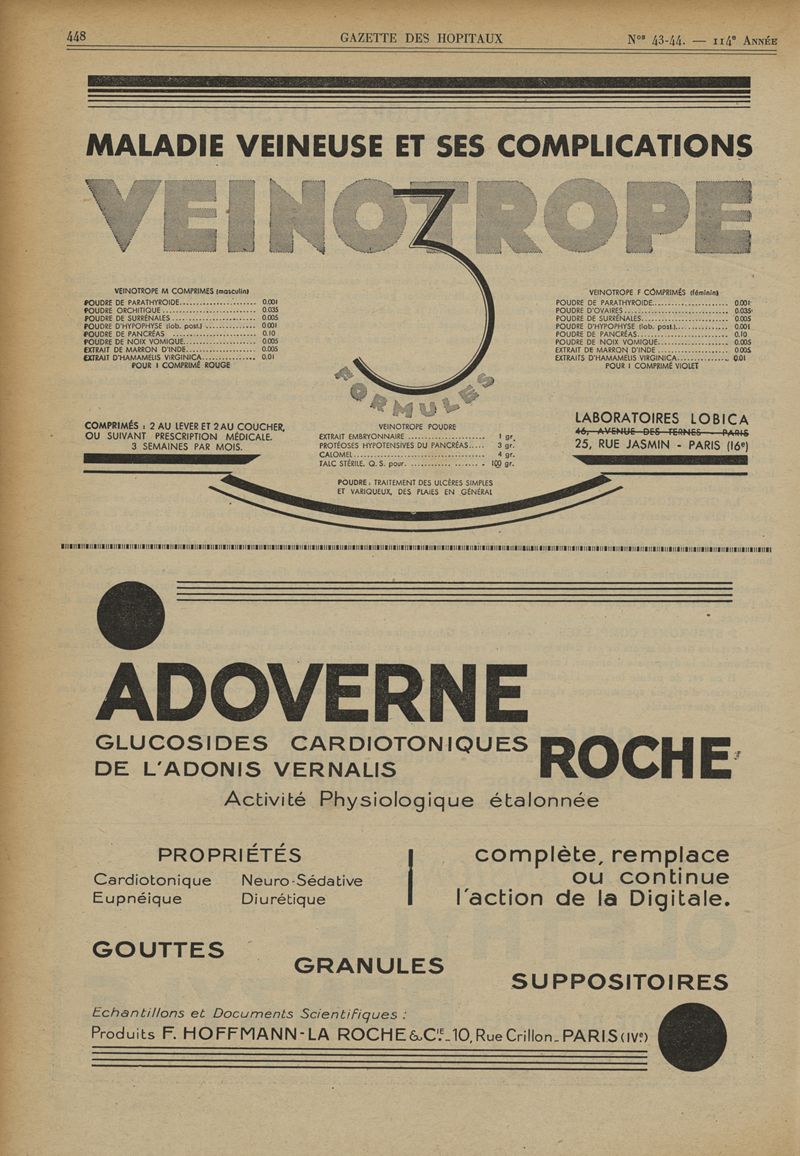 448
GAZETTE DES HOPITAUX
Nos 43-44. — 114e ANNÉE
MALADIE VEINEUSE ET SES COMPLICATIONS
VEINOTROPE
3
FORMULES
VEINOTROPE M COMPRIMES (masculin)
POUDRE DE PARATHYROIDE........................ 0.001
POUDRE ORCHITIQUE............................. 0.035
POUDRE DE SURRÉNALES ......................... 0.005
POUDRE D'HYPOPHYSE (lob. post.) ............... 0.001
POUDRE DE PANCRÉAS ......................... 0.10
POUDRE DE NOIX VOMIQUE........................ 0.005
EXTRAIT DE MARRON D'INDE...................... 0.005
EXTRAIT D'HAMAMELIS VIRGINICA................ 0.01
POUR 1 COMPRIMÉ ROUGE
VEINOTROPE F COMPRIMÉS (féminin)
POUDRE DE PARATHYROIDE........................ 0.001
POUDRE D'OVAIRES ............................. 0.035
POUDRE DE SURRÉNALES.......................... 0.005
POUDRE D'HYPOPHYSE (lob. post.)................ 0.001
POUDRE DE PANCRÉAS............................ 0.10
POUDRE DE NOIX VOMIQUE........................ 0.005
EXTRAIT DE MARRON D'INDE ..................... 0.005
EXTRAITS D'HAMAMELIS VIRGINICA............... 0.01
POUR 1 COMPRIMÉ VIOLET
COMPRIMÉS : 2 AU LEVER ET 2 AU COUCHER,
OU SUIVANT PRESCRIPTION MÉDICALE.
3 SEMAINES PAR MOIS.
VEINOTROPE POUDRE
EXTRAIT EMBRYONNAIRE ........................ 1 gr.
PROTÉOSES HYPOTENSIVES DU PANCRÉAS..... 3 gr.
CALOMEL...................................... 4 gr.
TALC STÉRILE. Q. S. pour. .................... 100 gr.
POUDRE : TRAITEMENT DES ULCÈRES SIMPLES
ET VARIQUEUX, DES PLAIES EN GÉNÉRAL
LABORATOIRES LOBICA
46, AVENUE DES TERNES - PARIS
25, RUE JASMIN - PARIS (16e)
ADOVERNE
GLUCOSIDES CARDIOTONIQUES
DE L'ADONIS VERNALIS
ROCHE
Activité Physiologique étalonnée
PROPRIÉTÉS
Cardiotonique Neuro-Sédative
Eupnéique Diurétique
complète, remplace
ou continue
l'action de la Digitale.
GOUTTES
GRANULES
SUPPOSITOIRES
Echantillons et Documents Scientifiques :
Produits F. HOFFMANN-LA ROCHE & CIE._10, Rue Crillon_PARIS (IVe)